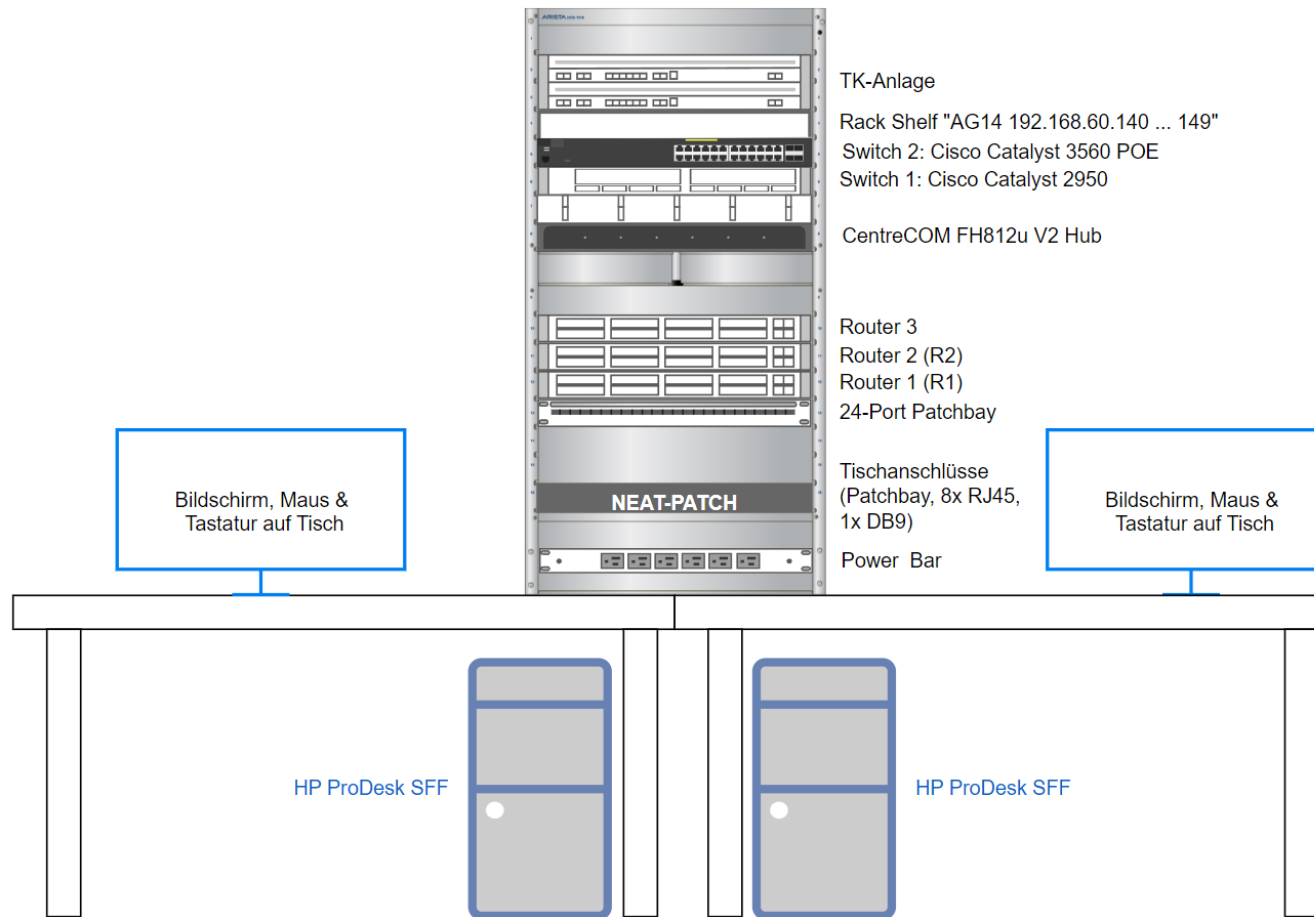 ARISTA
TK-Anlage
Rack Shelf "AG14 192.168.60.140 ... 149"
Switch 2: Cisco Catalyst 3560 POE
Switch 1: Cisco Catalyst 2950
CentreCOM FH812u V2 Hub
Router 3
Router 2 (R2)
Router 1 (R1)
24-Port Patchbay
Tischanschlüsse
(Patchbay, 8x RJ45,
1x DB9)
NEAT-PATCH
Power Bar
Bildschirm, Maus &
Tastatur auf Tisch
Bildschirm, Maus &
Tastatur auf Tisch
HP ProDesk SFF
HP ProDesk SFF